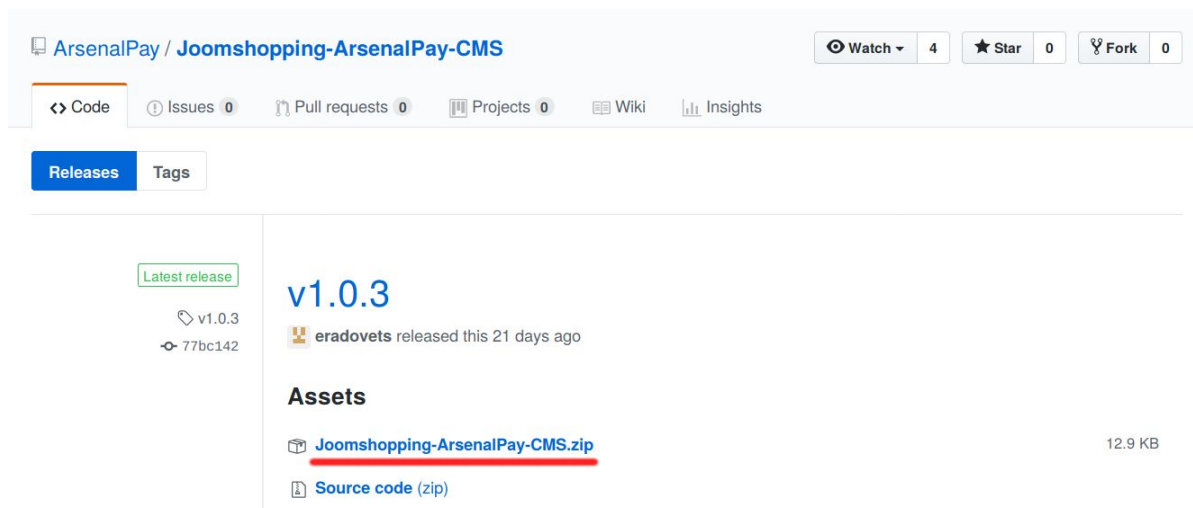 ArsenalPay / Joomshopping-ArsenalPay-CMS
Watch 4 Star 0 Fork 0
Code Issues 0 Pull requests 0 Projects 0 Wiki Insights
Releases Tags
Latest release
v1.0.3
77bc142
v1.0.3
eradovets released this 21 days ago
Assets
Joomshopping-ArsenalPay-CMS.zip 12.9 KB
Source code (zip)